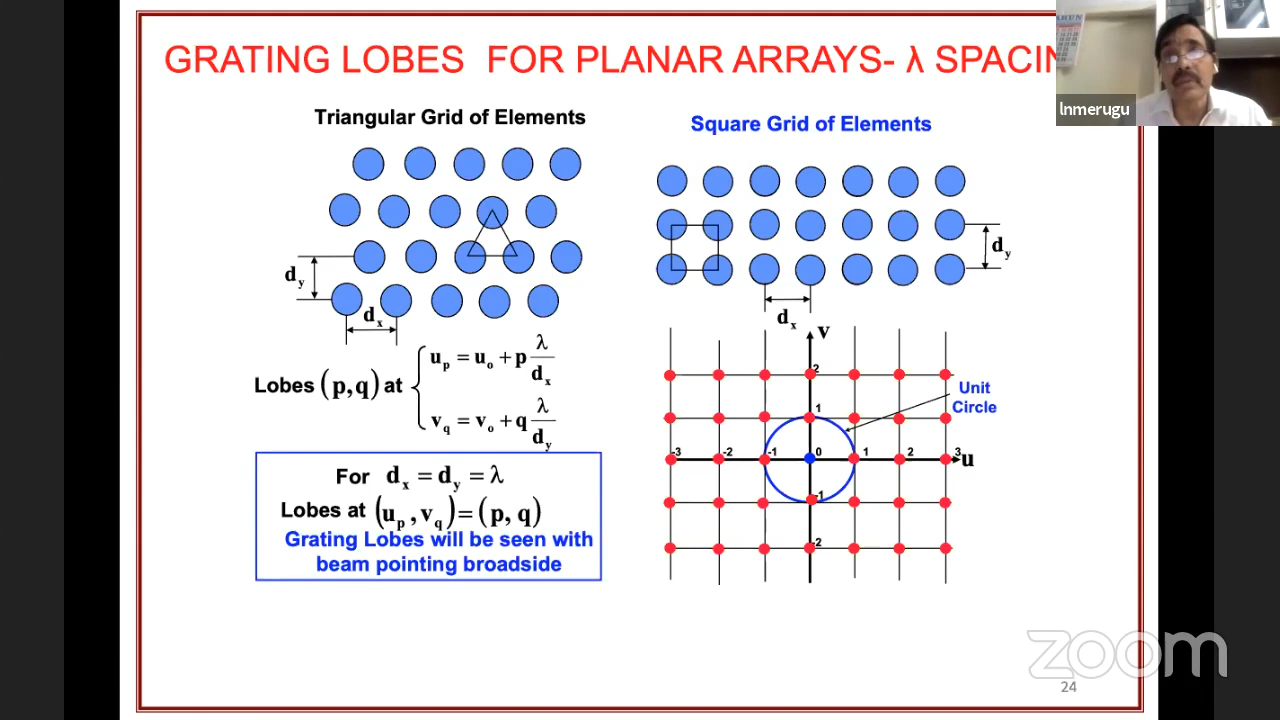 GRATING LOBES FOR PLANAR ARRAYS- λ SPACIN
lnmerugu
Triangular Grid of Elements
Square Grid of Elements
d_y
d_x
d_y
d_x
Lobes (p,q) at { u_p = u_o + p λ/d_x
v_q = v_o + q λ/d_y
For d_x = d_y = λ
Lobes at (u_p, v_q) = (p, q)
Grating Lobes will be seen with
beam pointing broadside
v
2
1
Unit
Circle
-3 -2 -1 0 1 2 3 u
-1
-2
zoom
24